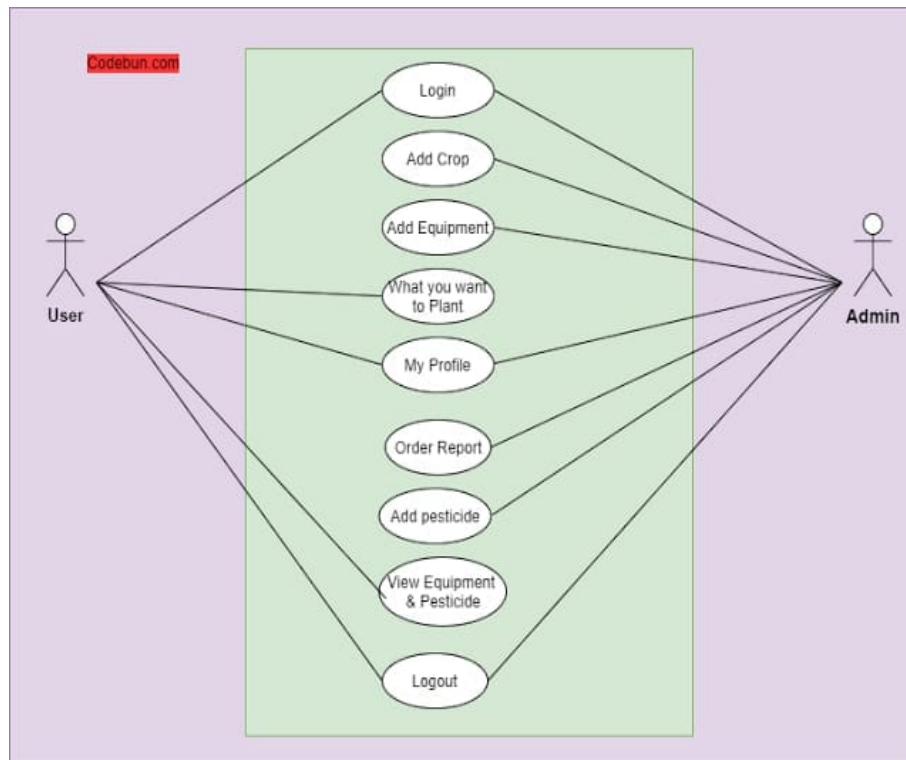 Codebun.com
Login
Add Crop
Add Equipment
What you want
to Plant
User
Admin
My Profile
Order Report
Add pesticide
View Equipment
& Pesticide
Logout